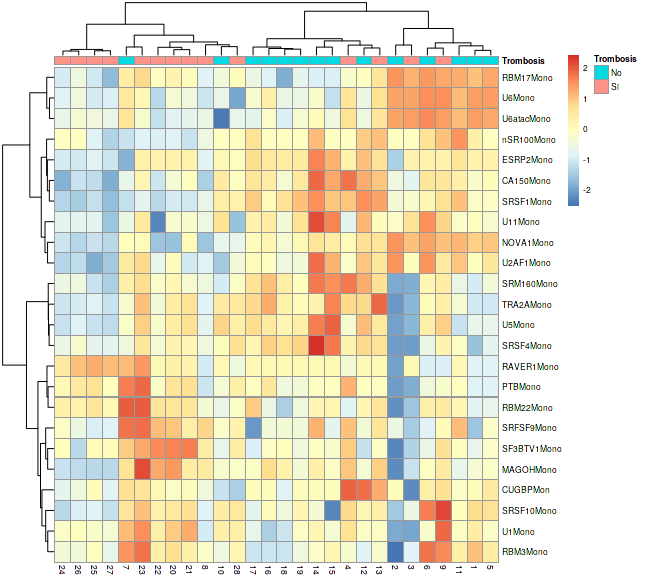 Trombosis
RBM17Mono
U6Mono
U6atacMono
nSR100Mono
ESRP2Mono
CA150Mono
SRSF1Mono
U11Mono
NOVA1Mono
U2AF1Mono
SRM160Mono
TRA2AMono
U5Mono
SRSF4Mono
RAVER1Mono
PTBMono
RBM22Mono
SRFSF9Mono
SF3BTV1Mono
MAGOHMono
CUGBPMon
SRSF10Mono
U1Mono
RBM3Mono
24 26 25 27 7 23 22 20 21 8 10 28 17 16 18 19 14 15 4 12 13 2 3 6 9 11 1 5
2
1
0
-1
-2
Trombosis
No
SI